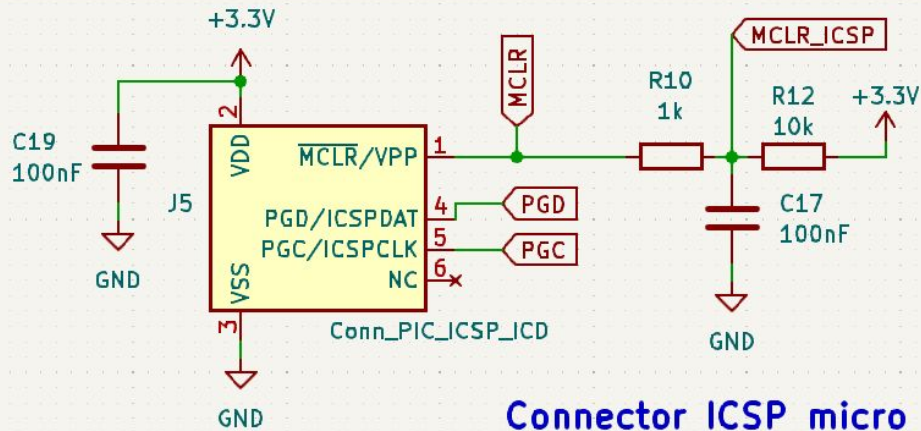 +3.3V
MCLR_ICSP
MCLR
R10
1k
R12
10k
+3.3V
2
VDD
C19
100nF
MCLR/VPP
1
J5
PGD/ICSPDAT
4
PGD
C17
100nF
PGC/ICSPCLK
5
PGC
GND
VSS
NC
6
3
Conn_PIC_ICSP_ICD
GND
GND
Connector ICSP micro